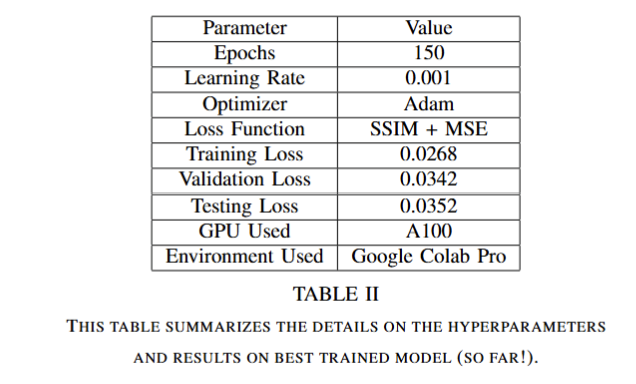 Parameter Value
Epochs 150
Learning Rate 0.001
Optimizer Adam
Loss Function SSIM + MSE
Training Loss 0.0268
Validation Loss 0.0342
Testing Loss 0.0352
GPU Used A100
Environment Used Google Colab Pro
TABLE II
THIS TABLE SUMMARIZES THE DETAILS ON THE HYPERPARAMETERS
AND RESULTS ON BEST TRAINED MODEL (SO FAR!).